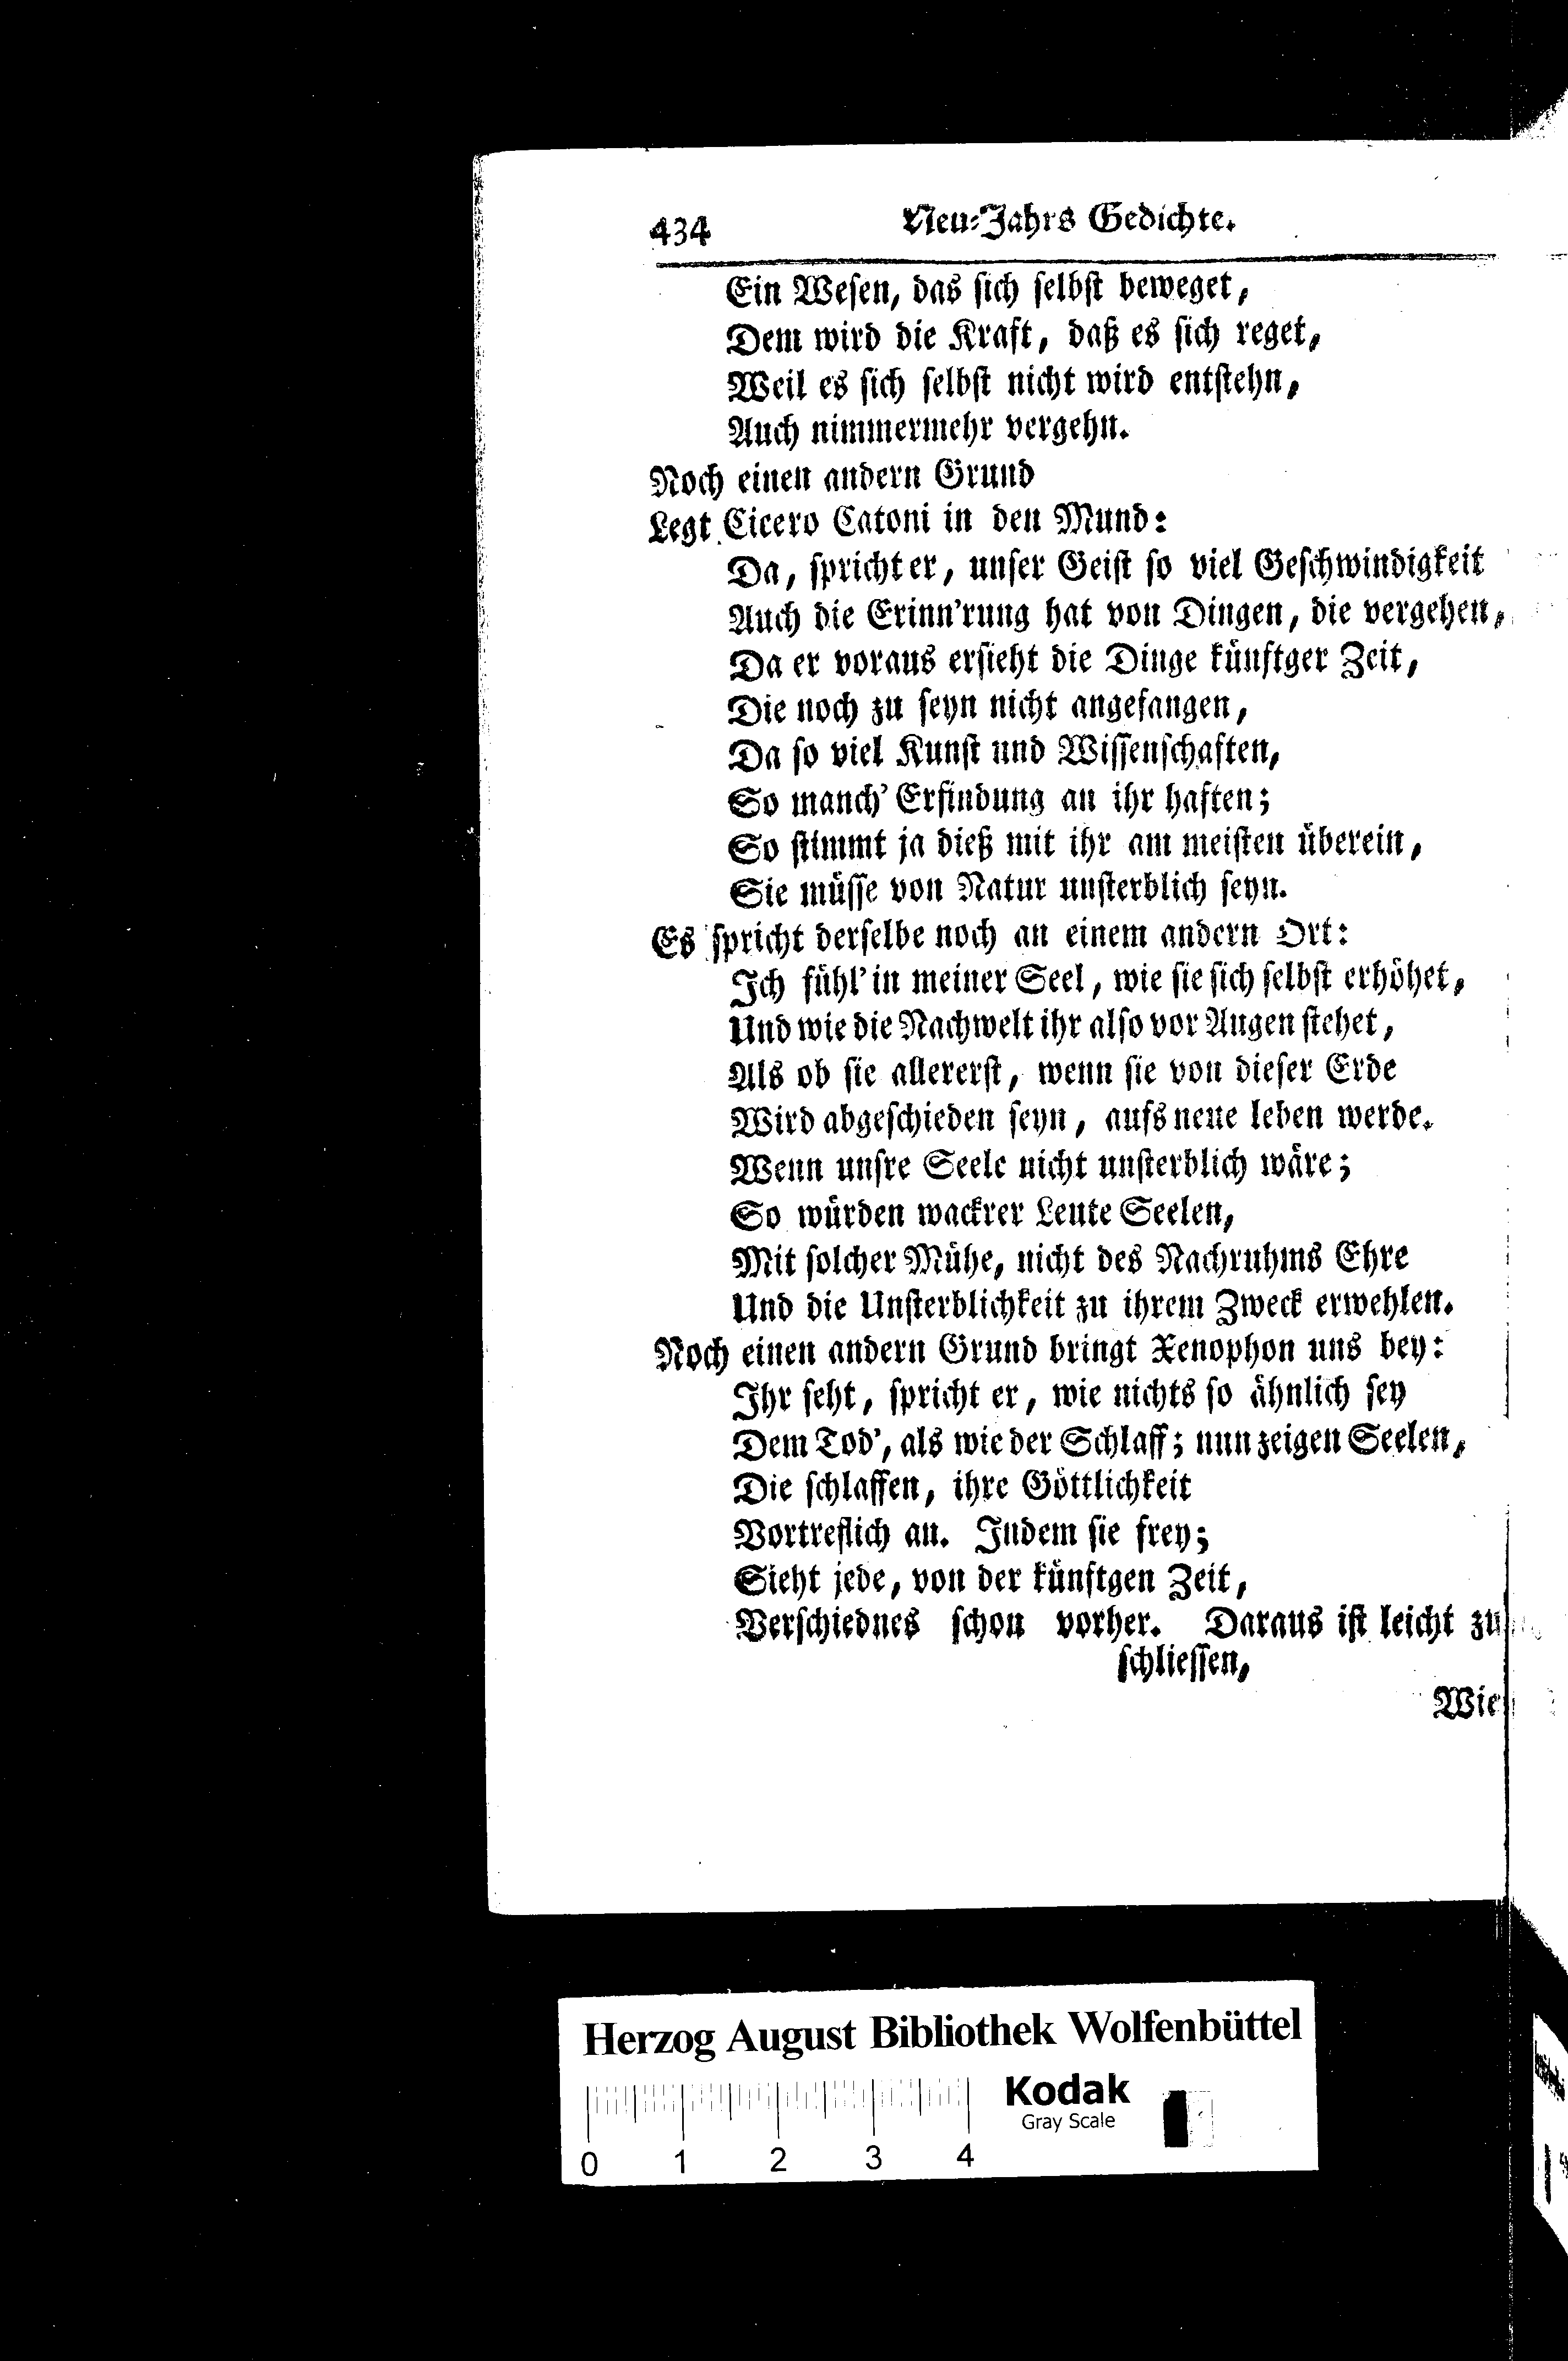 434 Neu-Jahrs Gedichte.
Ein Wesen, das sich selbst beweget,
Dem wird die Kraft, daß es sich reget,
Weil es sich selbst nicht wird entstehn,
Auch nimmermehr vergehn.
Noch einen andern Grund
Legt Cicero Catoni in den Mund:
Da, spricht er, unser Geist so viel Geschwindigkeit
Auch die Erinn'rung hat von Dingen, die vergehen,
Da er voraus ersieht die Dinge künftger Zeit,
Die noch zu seyn nicht angefangen,
Da so viel Kunst und Wissenschaften,
So manch' Erfindung an ihr haften;
So stimmt ja dieß mit ihr am meisten überein,
Sie müsse von Natur unsterblich seyn.
Es spricht derselbe noch an einem andern Ort:
Ich fühl' in meiner Seel, wie sie sich selbst erhöhet,
Und wie die Nachwelt ihr also vor Augen stehet,
Als ob sie allererst, wenn sie von dieser Erde
Wird abgeschieden seyn, aufs neue leben werde.
Wenn unsre Seele nicht unsterblich wäre;
So würden wackrer Leute Seelen,
Mit solcher Mühe, nicht des Nachruhms Ehre
Und die Unsterblichkeit zu ihrem Zweck erwehlen.
Noch einen andern Grund bringt Xenophon uns bey:
Ihr seht, spricht er, wie nichts so ähnlich sey
Dem Tod', als wie der Schlaff; nun zeigen Seelen,
Die schlaffen, ihre Göttlichkeit
Vortreflich an. Indem sie frey;
Sieht jede, von der künftgen Zeit,
Verschiednes schon vorher. Daraus ist leicht zu
schliessen,
Wie
Herzog August Bibliothek Wolfenbüttel
Kodak
Gray Scale
0 1 2 3 4